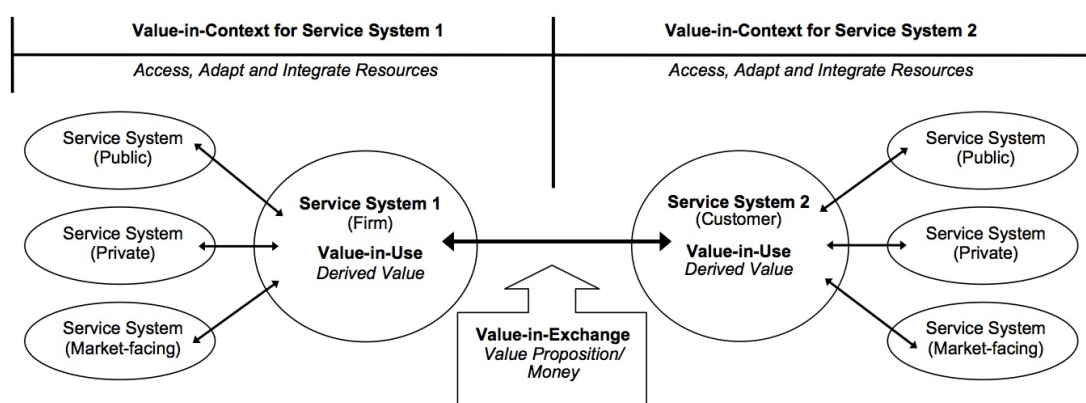 Value-in-Context for Service System 1
Access, Adapt and Integrate Resources
Value-in-Context for Service System 2
Access, Adapt and Integrate Resources
Service System
(Public)
Service System
(Private)
Service System
(Market-facing)
Service System 1
(Firm)
Value-in-Use
Derived Value
Value-in-Exchange
Value Proposition/
Money
Service System 2
(Customer)
Value-in-Use
Derived Value
Service System
(Public)
Service System
(Private)
Service System
(Market-facing)